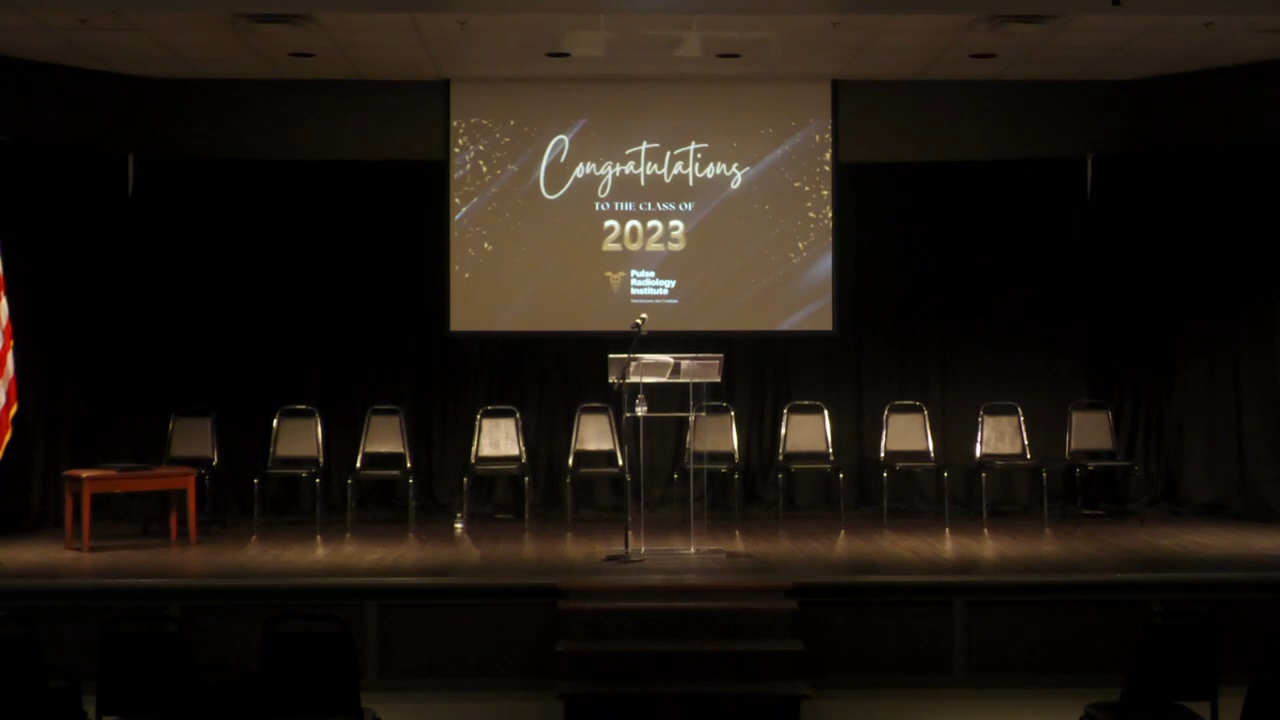 Congratulations
TO THE CLASS OF
2023
Pulse
Radiology
Institute